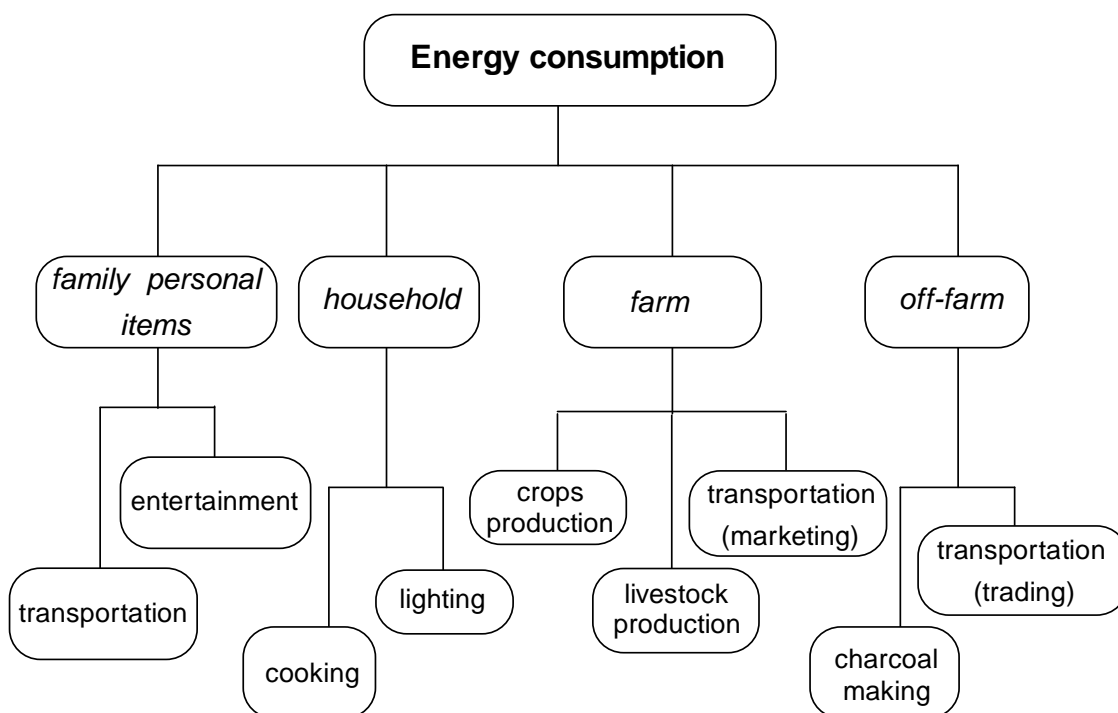 Energy consumption
family personal
items
household
farm
off-farm
transportation
entertainment
cooking
lighting
crops
production
livestock
production
transportation
(marketing)
charcoal
making
transportation
(trading)